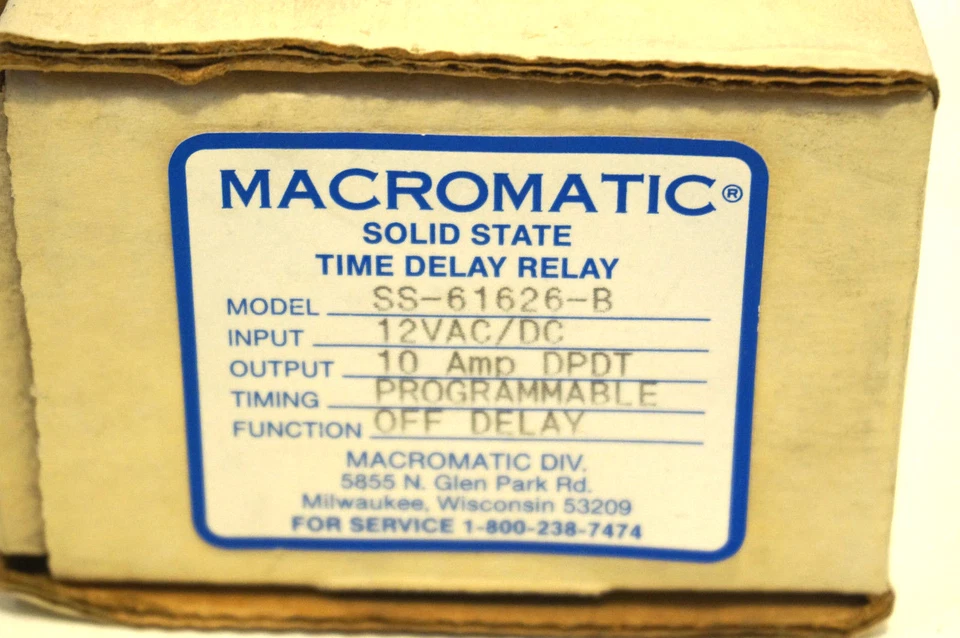 MACROMATIC®
SOLID STATE
TIME DELAY RELAY
MODEL SS-61626-B
INPUT 12VAC/DC
OUTPUT 10 Amp DPDT
TIMING PROGRAMMABLE
FUNCTION OFF DELAY
MACROMATIC DIV.
5855 N. Glen Park Rd.
Milwaukee, Wisconsin 53209
FOR SERVICE 1-800-238-7474